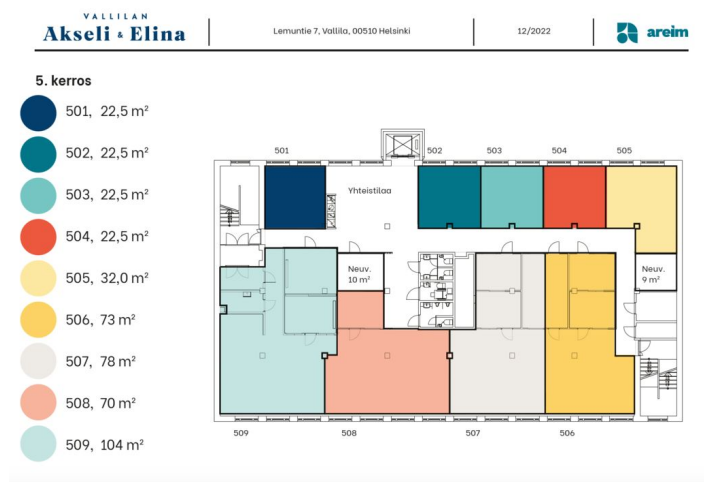 VALLILAN
Akseli & Elina
Lemuntie 7, Vallila, 00510 Helsinki
12/2022
areim
5. kerros
501, 22,5 m²
502, 22,5 m²
503, 22,5 m²
504, 22,5 m²
505, 32,0 m²
506, 73 m²
507, 78 m²
508, 70 m²
509, 104 m²
501
502
503
504
505
Yhteistilaa
Neuv.
10 m²
Neuv.
9 m²
509
508
507
506